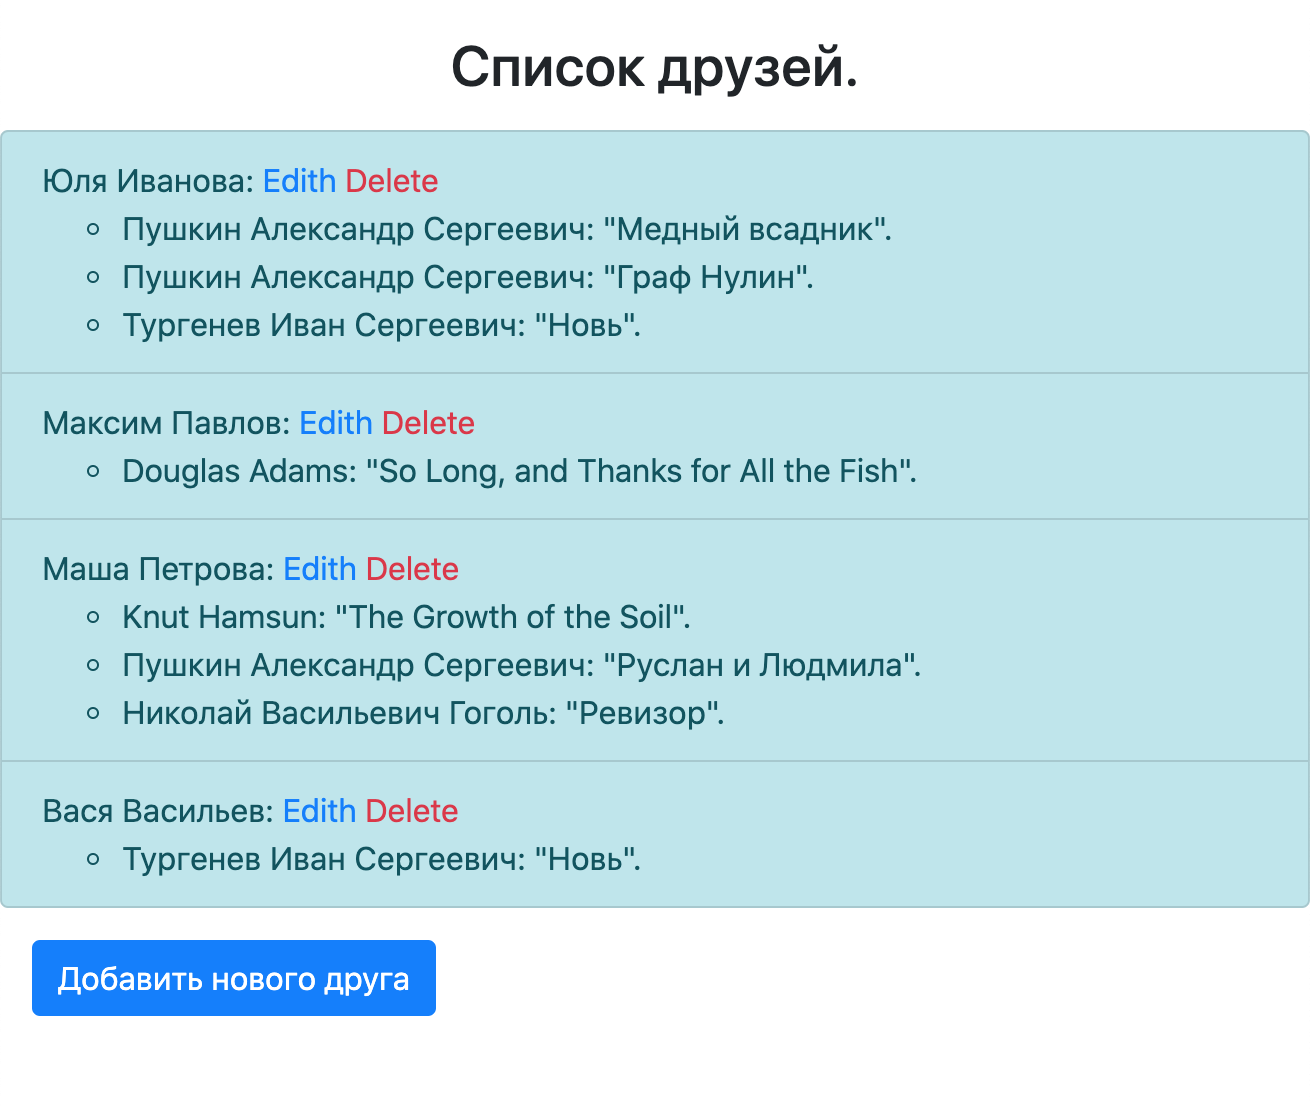 Список друзей.
Юля Иванова: Edith Delete
Пушкин Александр Сергеевич: "Медный всадник".
Пушкин Александр Сергеевич: "Граф Нулин".
Тургенев Иван Сергеевич: "Новь".
Максим Павлов: Edith Delete
Douglas Adams: "So Long, and Thanks for All the Fish".
Маша Петрова: Edith Delete
Knut Hamsun: "The Growth of the Soil".
Пушкин Александр Сергеевич: "Руслан и Людмила".
Николай Васильевич Гоголь: "Ревизор".
Вася Васильев: Edith Delete
Тургенев Иван Сергеевич: "Новь".
Добавить нового друга